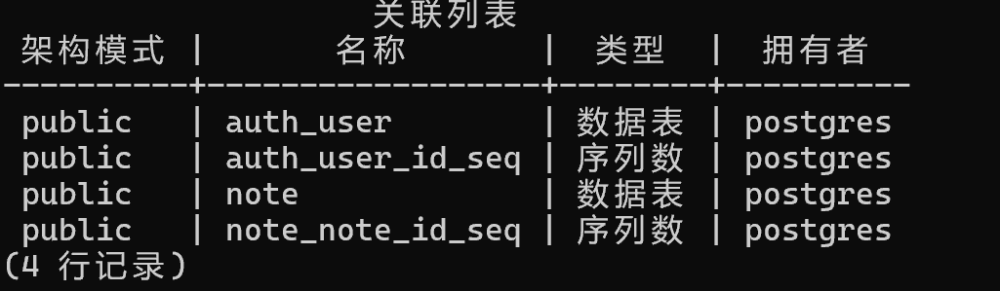 关联列表
架构模式 | 名称 | 类型 | 拥有者
----------+-----------------+--------+----------
public | auth_user | 数据表 | postgres
public | auth_user_id_seq | 序列数 | postgres
public | note | 数据表 | postgres
public | note_note_id_seq | 序列数 | postgres
(4 行记录)